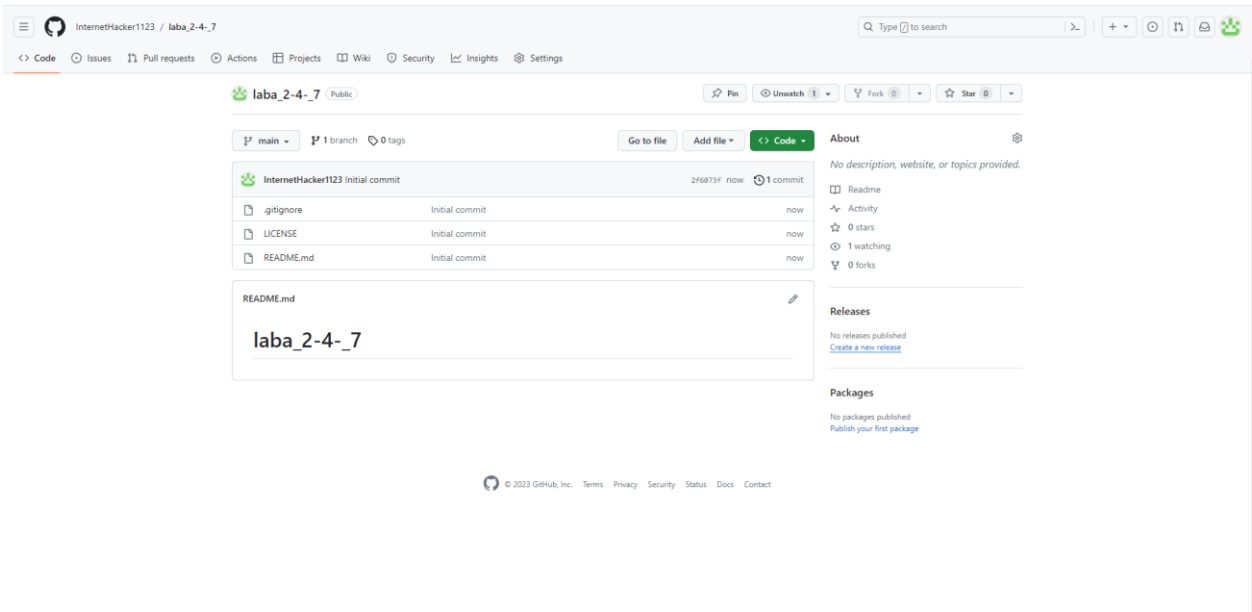 InternetHacker1123 / laba_2-4-_7
Type / to search
Code Issues Pull requests Actions Projects Wiki Security Insights Settings
laba_2-4-_7 Public
Pin Unwatch 1 Fork 0 Star 0
main 1 branch 0 tags Go to file Add file Code
InternetHacker1123 Initial commit 2f6073f now 1 commit
.gitignore Initial commit now
LICENSE Initial commit now
README.md Initial commit now
README.md
laba_2-4-_7
About
No description, website, or topics provided.
Readme
Activity
0 stars
1 watching
0 forks
Releases
No releases published
Create a new release
Packages
No packages published
Publish your first package
© 2023 GitHub, Inc. Terms Privacy Security Status Docs Contact